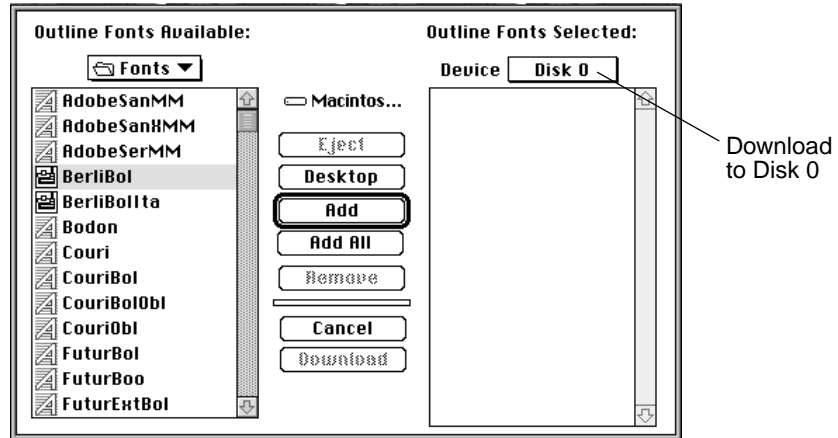 Outline Fonts Available:
Outline Fonts Selected:
Fonts
Device Disk 0
AdobeSanMM
AdobeSanXMM
AdobeSerMM
BerliBol
BerliBolIta
Bodon
Couri
CouriBol
CouriBolObl
CouriObl
FuturBol
FuturBoo
FuturExtBol
Macintos...
Eject
Desktop
Add
Add All
Remove
Cancel
Download
Download
to Disk 0